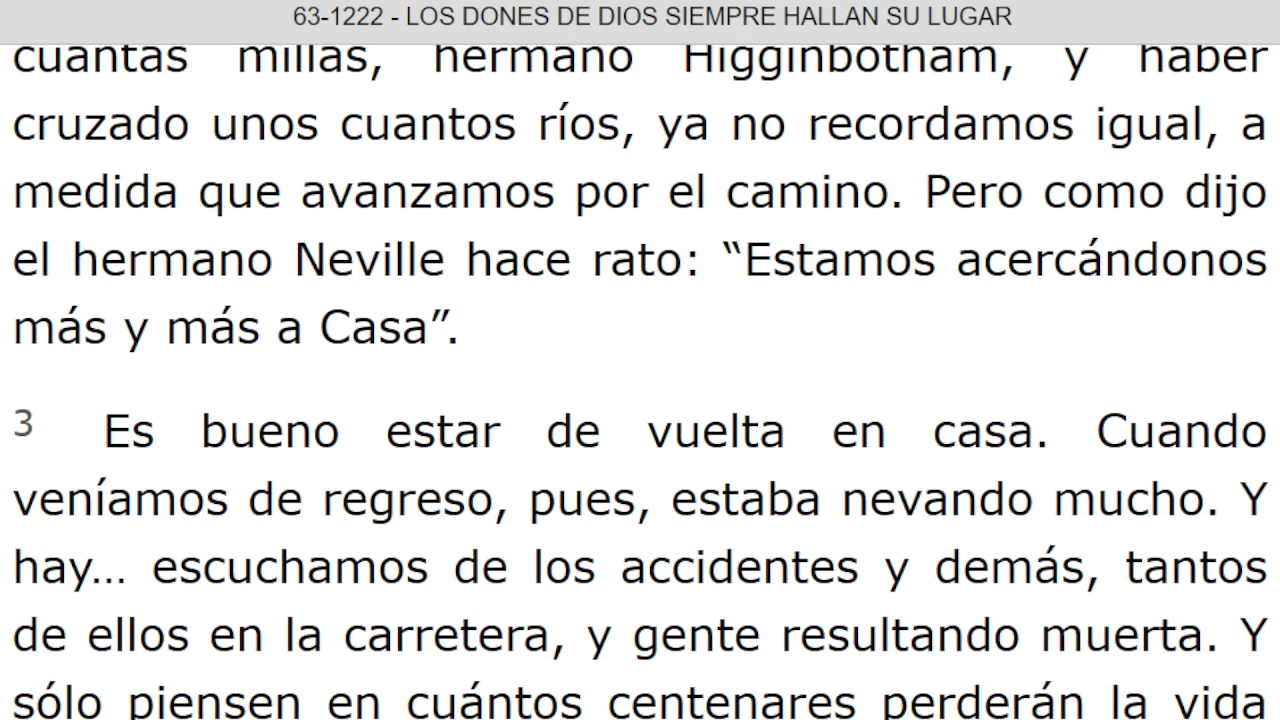 63-1222 - LOS DONES DE DIOS SIEMPRE HALLAN SU LUGAR
cuantas millas, hermano Higginbotham, y haber
cruzado unos cuantos ríos, ya no recordamos igual, a
medida que avanzamos por el camino. Pero como dijo
el hermano Neville hace rato: “Estamos acercándonos
más y más a Casa”.
3 Es bueno estar de vuelta en casa. Cuando
veníamos de regreso, pues, estaba nevando mucho. Y
hay... escuchamos de los accidentes y demás, tantos
de ellos en la carretera, y gente resultando muerta. Y
sólo piensen en cuántos centenares perderán la vida